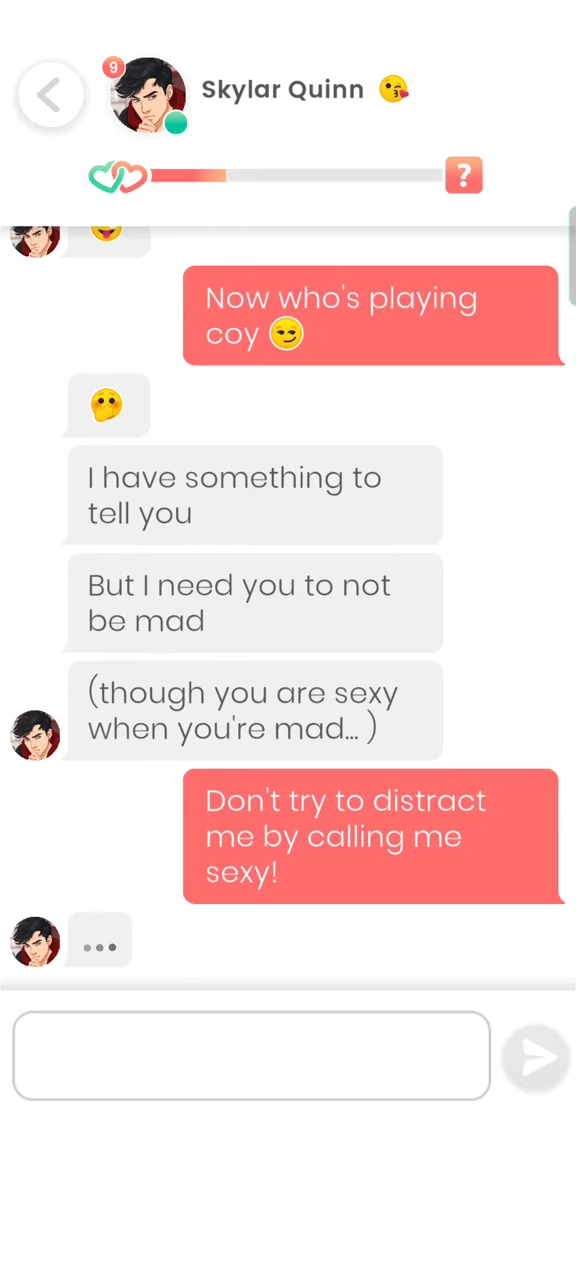 9
Skylar Quinn 😘
?
😜
Now who's playing
coy 😏
🤭
I have something to
tell you
But I need you to not
be mad
(though you are sexy
when you're mad... )
Don't try to distract
me by calling me
sexy!
...